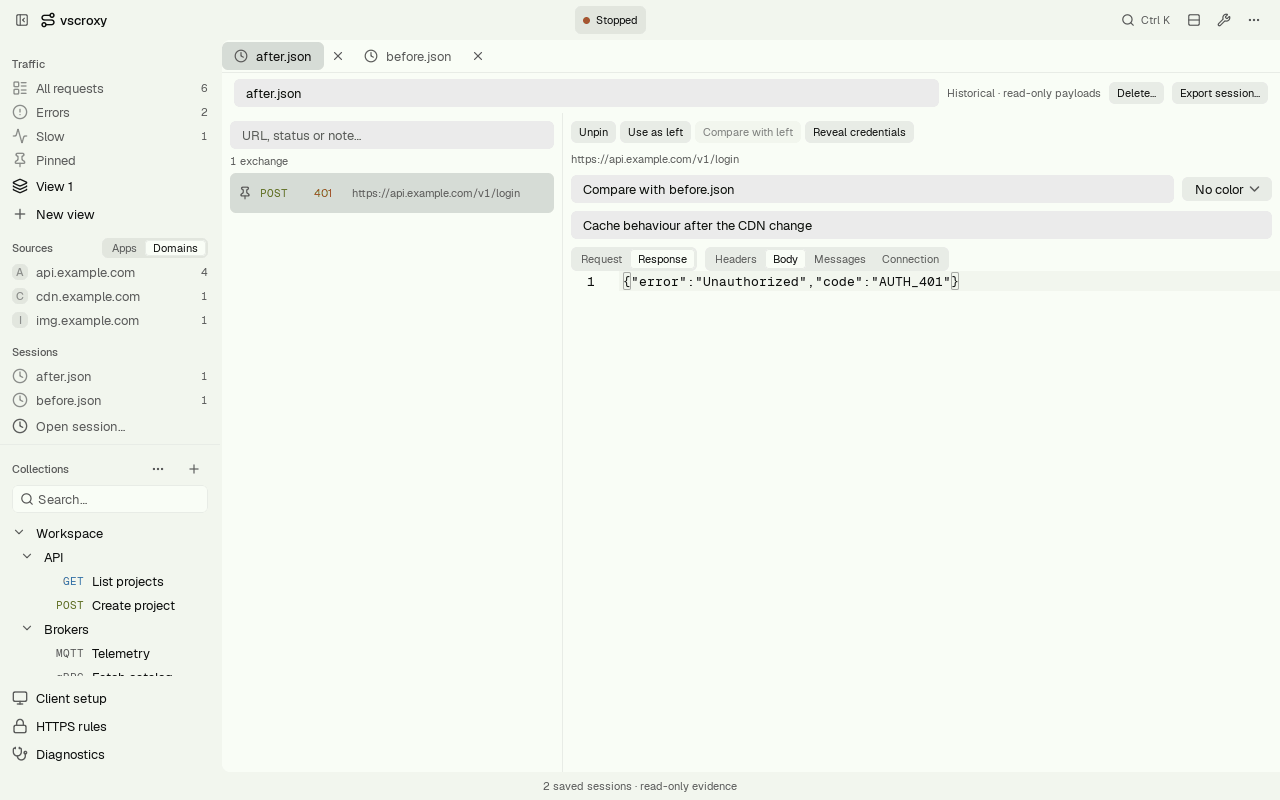 vscroxy
Stopped
Ctrl K
Traffic
All requests 6
Errors 2
Slow 1
Pinned
View 1
New view
Sources Apps Domains
A api.example.com 4
C cdn.example.com 1
I img.example.com 1
Sessions
after.json 1
before.json 1
Open session…
Collections
Search…
Workspace
API
GET List projects
POST Create project
Brokers
MQTT Telemetry
gRPC Fetch catalog
Client setup
HTTPS rules
Diagnostics
after.json before.json
after.json Historical · read-only payloads Delete… Export session…
URL, status or note…
1 exchange
POST 401 https://api.example.com/v1/login
Unpin Use as left Compare with left Reveal credentials
https://api.example.com/v1/login
Compare with before.json No color
Cache behaviour after the CDN change
Request Response Headers Body Messages Connection
1 {"error":"Unauthorized","code":"AUTH_401"}
2 saved sessions · read-only evidence